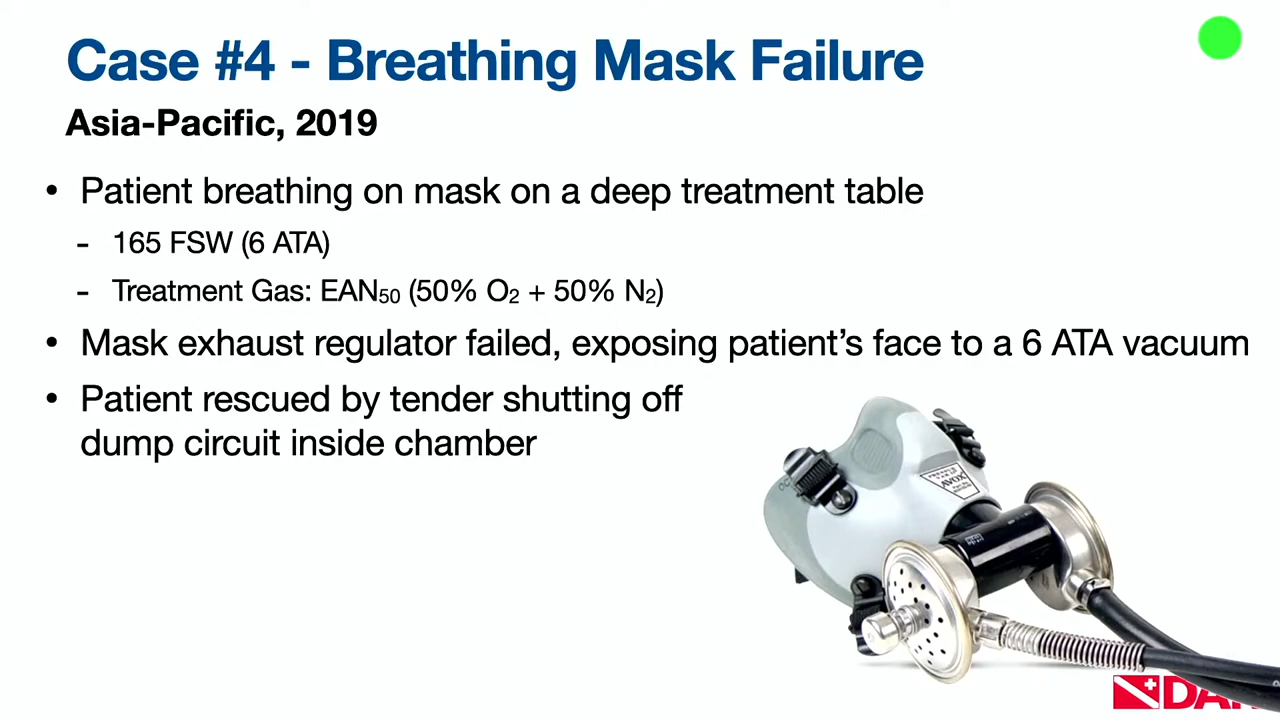 Case #4 - Breathing Mask Failure
Asia-Pacific, 2019
• Patient breathing on mask on a deep treatment table
- 165 FSW (6 ATA)
- Treatment Gas: EAN50 (50% O2 + 50% N2)
• Mask exhaust regulator failed, exposing patient's face to a 6 ATA vacuum
• Patient rescued by tender shutting off
dump circuit inside chamber
AVOX